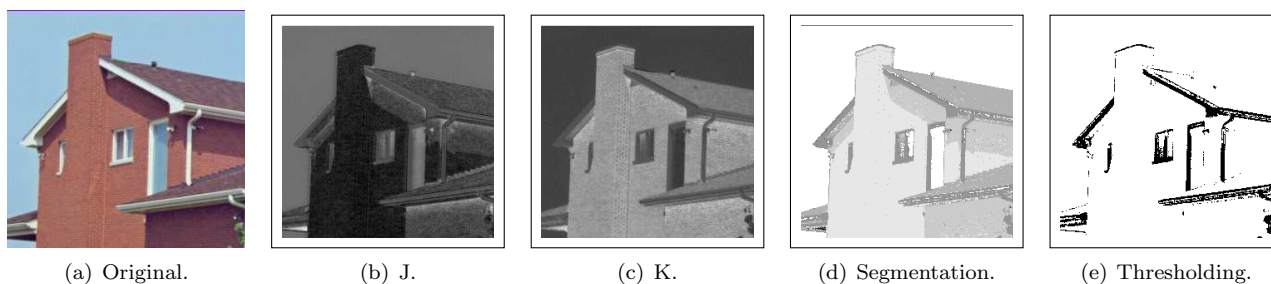 (a) Original. (b) J. (c) K. (d) Segmentation. (e) Thresholding.